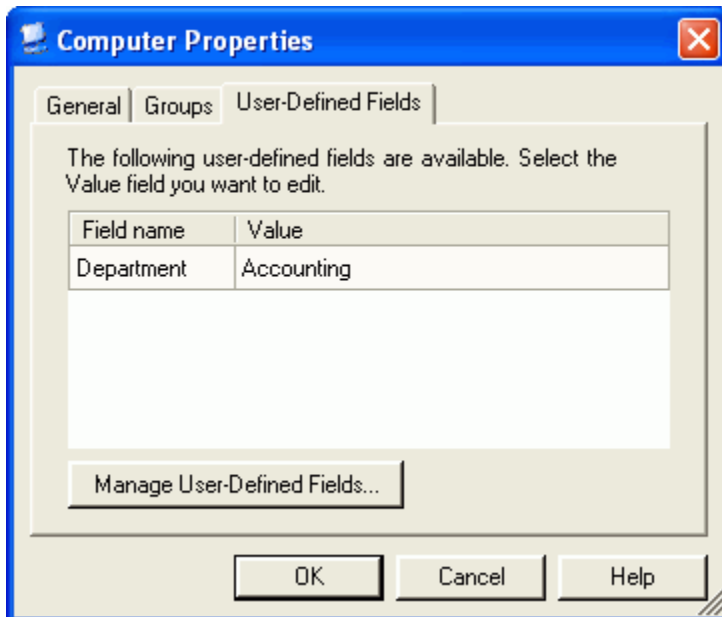 Computer Properties
General Groups User-Defined Fields
The following user-defined fields are available. Select the
Value field you want to edit.
Field name Value
Department Accounting
Manage User-Defined Fields...
OK Cancel Help